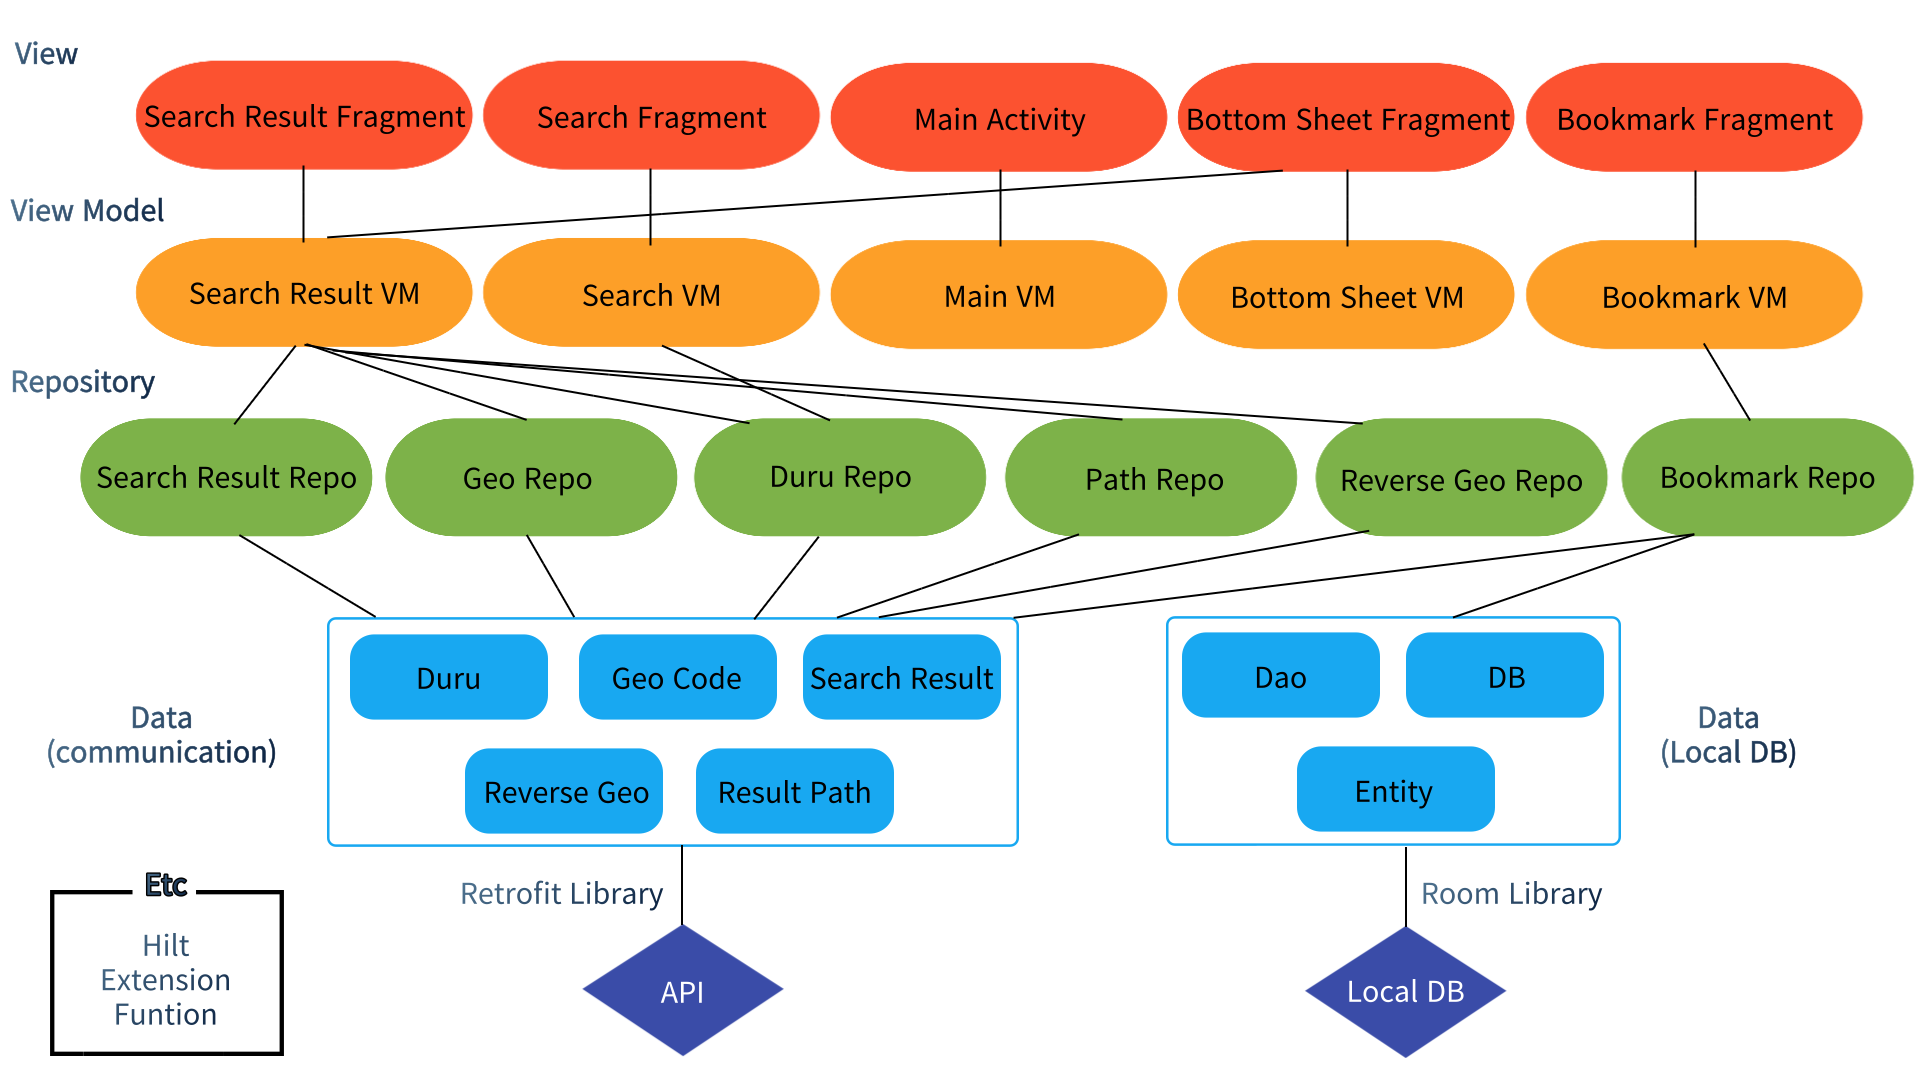 View
Search Result Fragment
Search Fragment
Main Activity
Bottom Sheet Fragment
Bookmark Fragment
View Model
Search Result VM
Search VM
Main VM
Bottom Sheet VM
Bookmark VM
Repository
Search Result Repo
Geo Repo
Duru Repo
Path Repo
Reverse Geo Repo
Bookmark Repo
Data
(communication)
Duru
Geo Code
Search Result
Reverse Geo
Result Path
Dao
DB
Entity
Data
(Local DB)
Retrofit Library
Room Library
API
Local DB
Etc
Hilt
Extension
Funtion